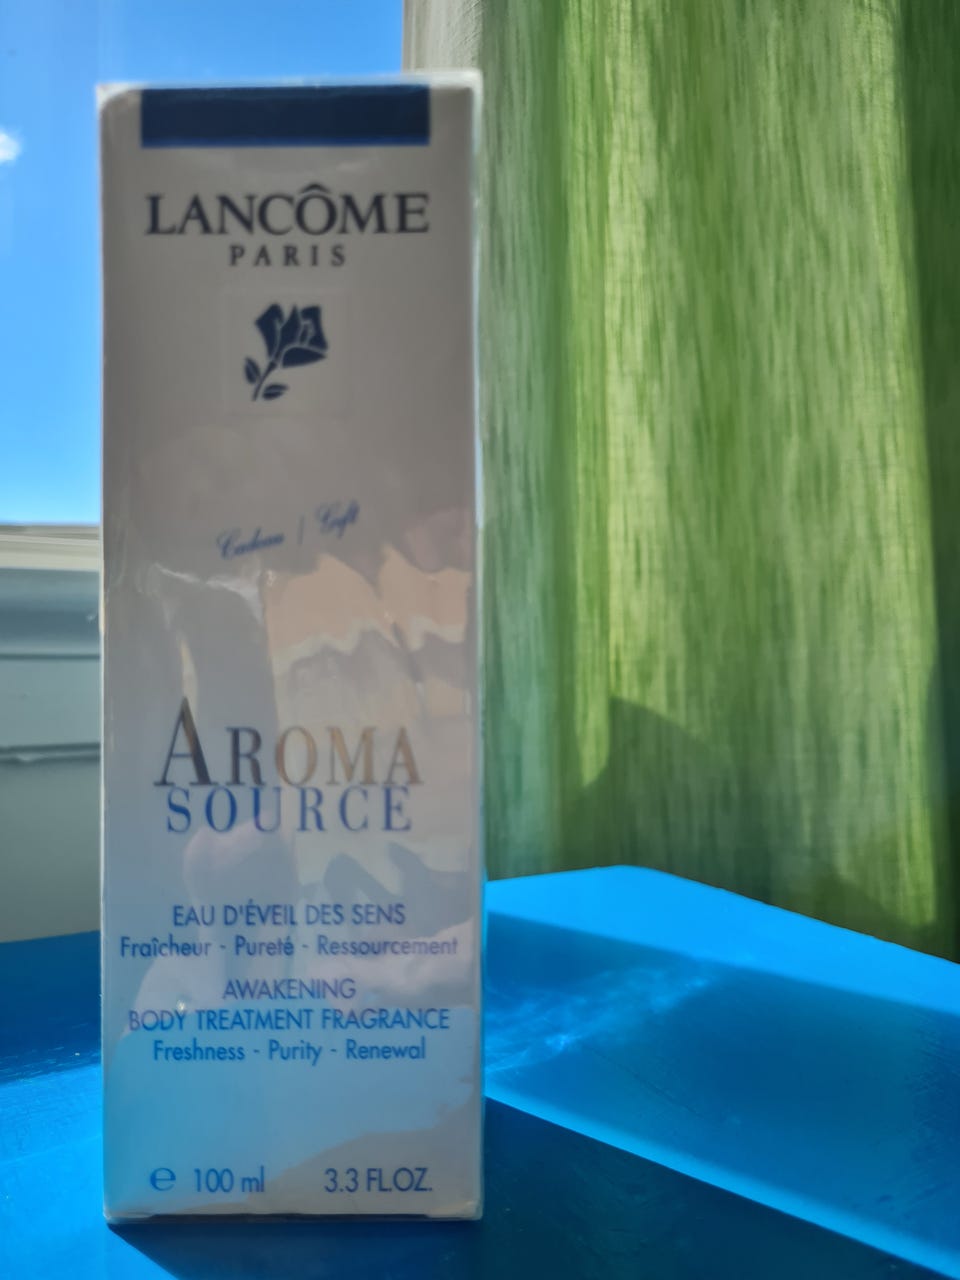 LANCÔME
PARIS
Cadeau | Gift
AROMA
SOURCE
EAU D'ÉVEIL DES SENS
Fraîcheur - Pureté - Ressourcement
AWAKENING
BODY TREATMENT FRAGRANCE
Freshness - Purity - Renewal
℮ 100 ml 3.3 FL.OZ.